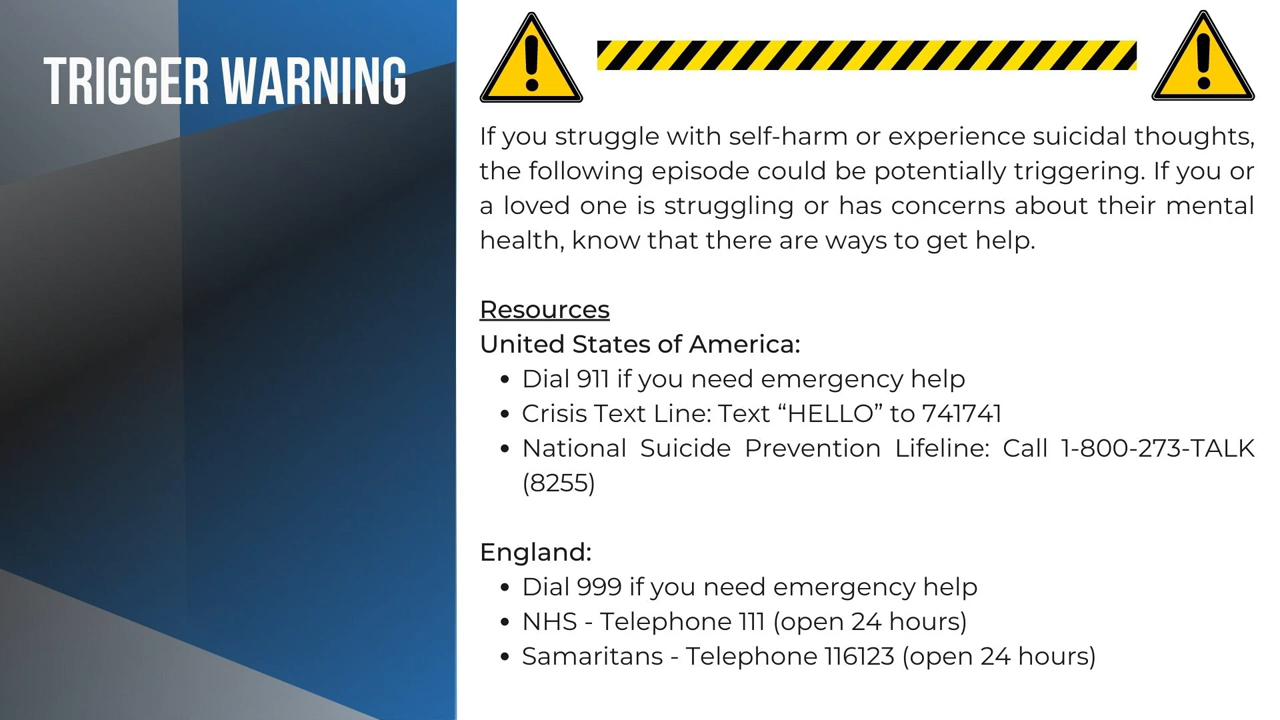 TRIGGER WARNING
If you struggle with self-harm or experience suicidal thoughts,
the following episode could be potentially triggering. If you or
a loved one is struggling or has concerns about their mental
health, know that there are ways to get help.
Resources
United States of America:
• Dial 911 if you need emergency help
• Crisis Text Line: Text “HELLO” to 741741
• National Suicide Prevention Lifeline: Call 1-800-273-TALK
(8255)
England:
• Dial 999 if you need emergency help
• NHS - Telephone 111 (open 24 hours)
• Samaritans - Telephone 116123 (open 24 hours)